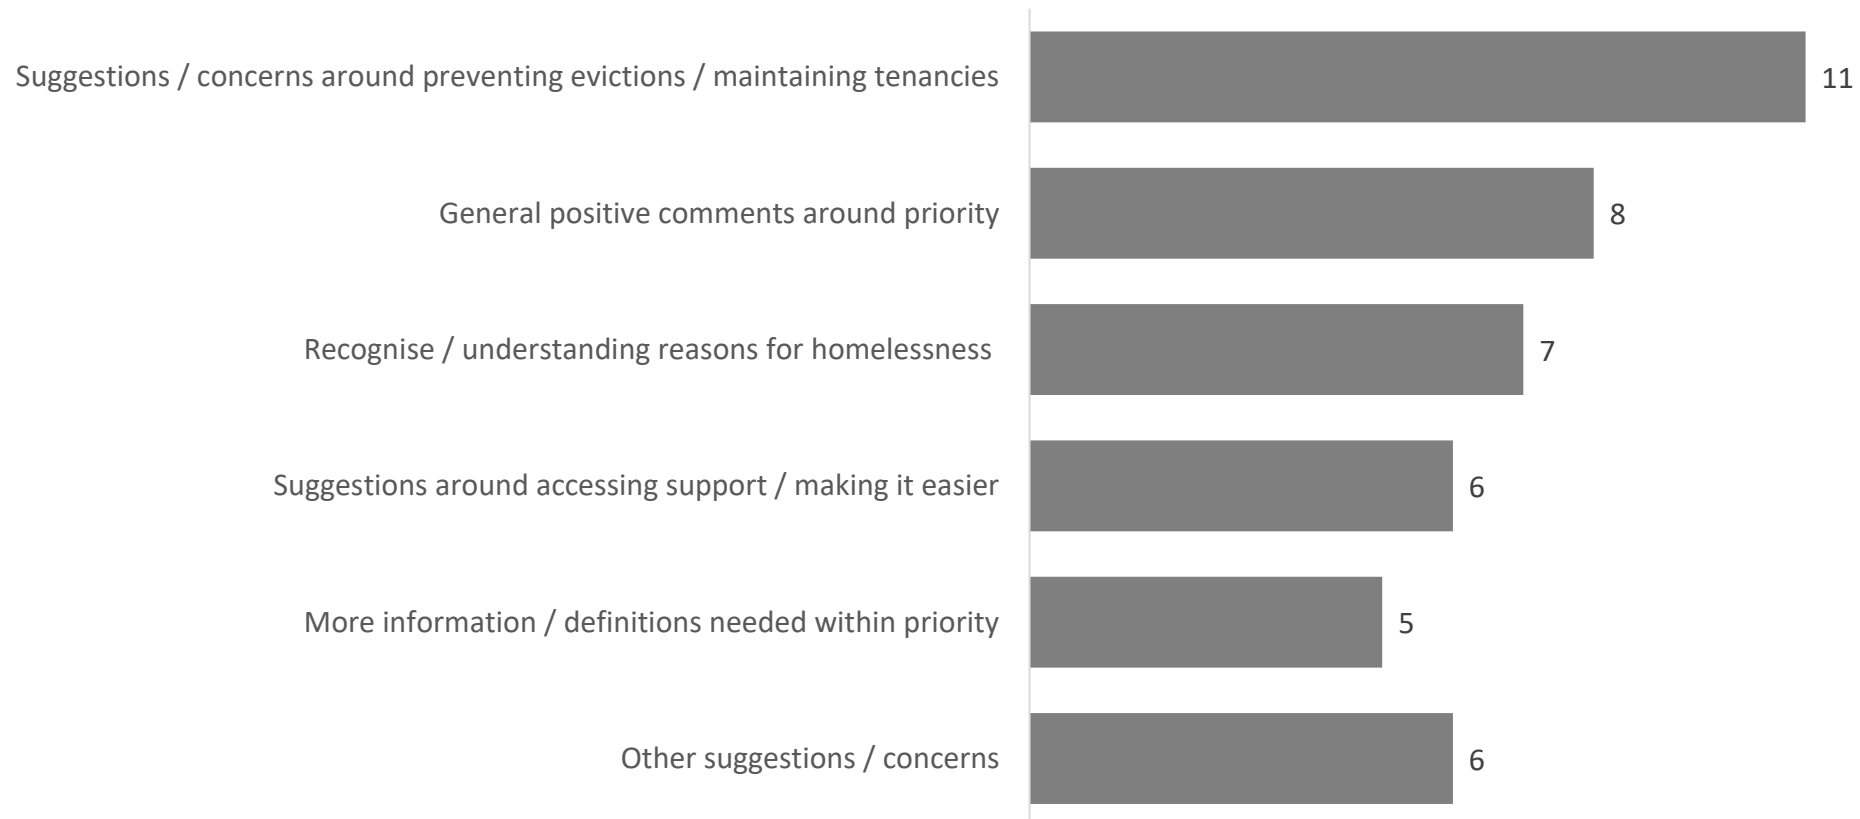 Suggestions / concerns around preventing evictions / maintaining tenancies 11
General positive comments around priority 8
Recognise / understanding reasons for homelessness 7
Suggestions around accessing support / making it easier 6
More information / definitions needed within priority 5
Other suggestions / concerns 6